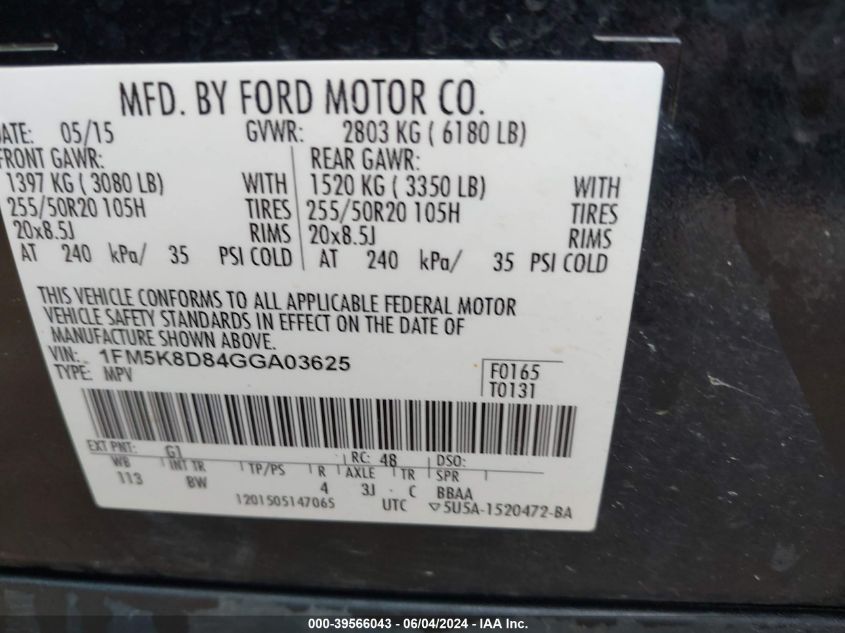 MFD. BY FORD MOTOR CO.
DATE: 05/15 GVWR: 2803 KG ( 6180 LB)
FRONT GAWR: REAR GAWR:
1397 KG ( 3080 LB) WITH 1520 KG ( 3350 LB) WITH
255/50R20 105H TIRES 255/50R20 105H TIRES
20x8.5J RIMS 20x8.5J RIMS
AT 240 kPa/ 35 PSI COLD AT 240 kPa/ 35 PSI COLD
THIS VEHICLE CONFORMS TO ALL APPLICABLE FEDERAL MOTOR
VEHICLE SAFETY STANDARDS IN EFFECT ON THE DATE OF
MANUFACTURE SHOWN ABOVE.
VIN: 1FM5K8D84GGA03625
TYPE: MPV
F0165
T0131
EXT PNT: G1 RC: 48 DSO:
WB INT TR TP/PS R AXLE TR SPR
113 BW 4 3J . C BBAA
1201505147065 UTC ▽5U5A-1520472-BA
000-39566043 - 06/04/2024 - IAA Inc.